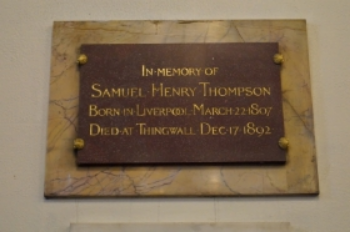 IN·MEMORY OF
SAMUEL HENRY THOMPSON
BORN·IN·LIVERPOOL, MARCH·22·1807
DIED·AT THINGWALL DEC·17·1892